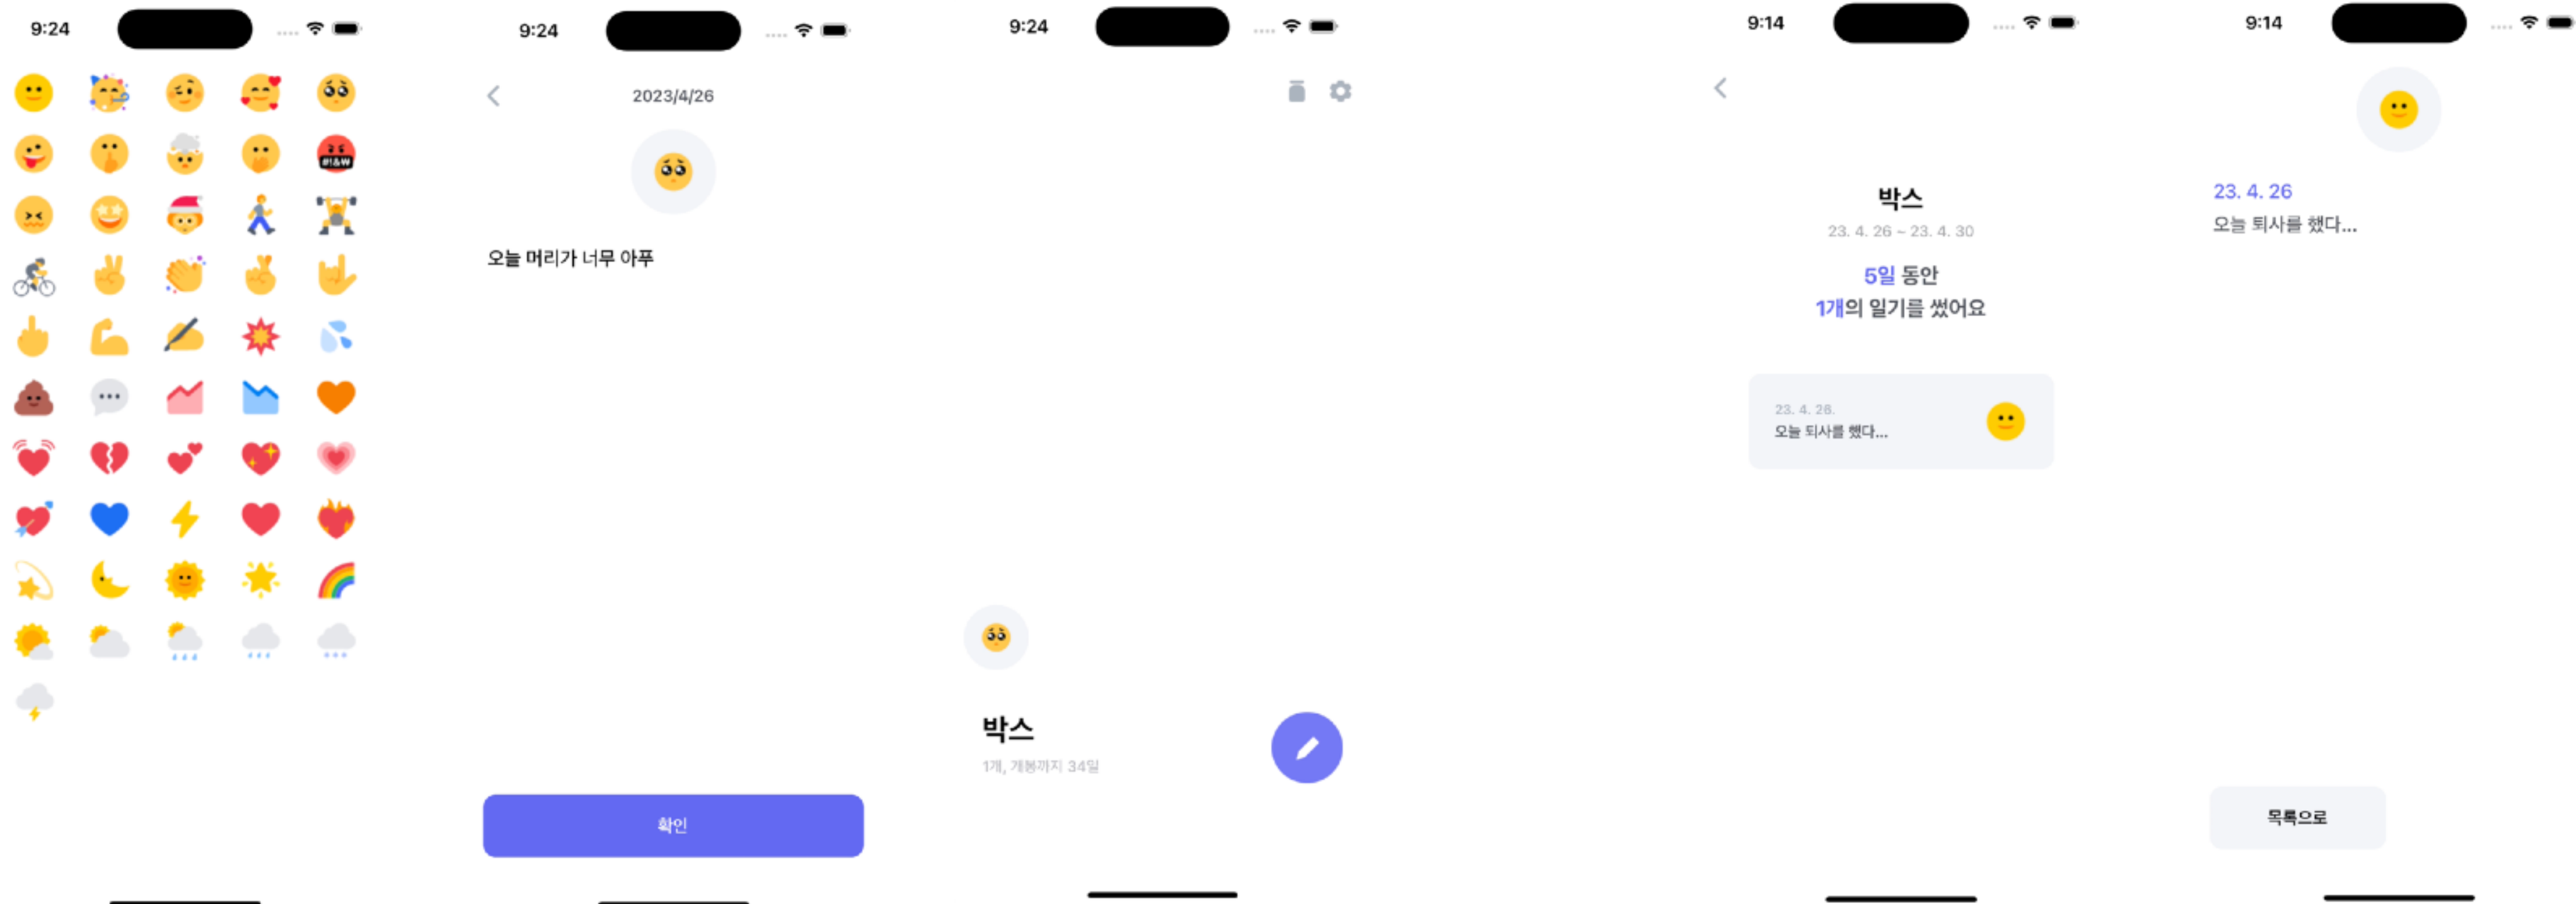 9:24
#!&W
9:24
2023/4/26
오늘 머리가 너무 아푸
확인
9:24
박스
1개, 개봉까지 34일
9:14
박스
23. 4. 26 ~ 23. 4. 30
5일 동안
1개의 일기를 썼어요
23. 4. 26.
오늘 퇴사를 했다...
9:14
23. 4. 26
오늘 퇴사를 했다...
목록으로